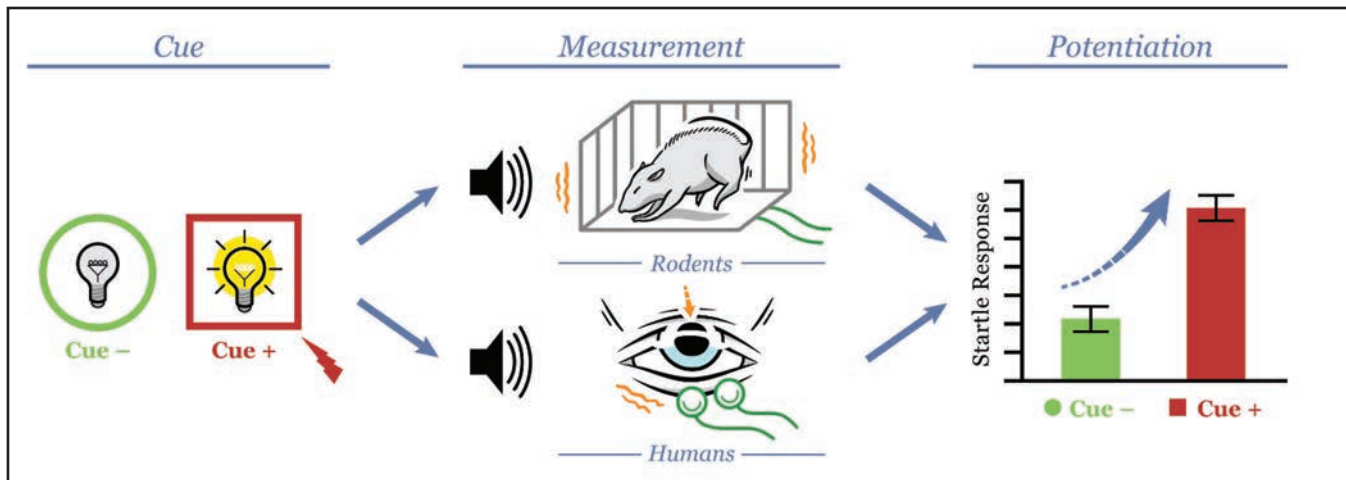 Cue
Measurement
Potentiation
Cue –
Cue +
Rodents
Humans
Startle Response
Cue –
Cue +